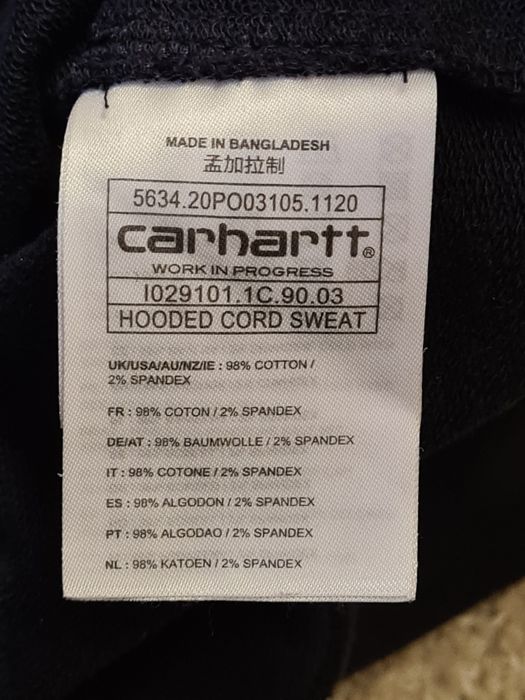 MADE IN BANGLADESH
孟加拉制
5634.20PO03105.1120
carhartt®
WORK IN PROGRESS
I029101.1C.90.03
HOODED CORD SWEAT
UK/USA/AU/NZ/IE : 98% COTTON /
2% SPANDEX
FR : 98% COTON / 2% SPANDEX
DE/AT : 98% BAUMWOLLE / 2% SPANDEX
IT : 98% COTONE / 2% SPANDEX
ES : 98% ALGODON / 2% SPANDEX
PT : 98% ALGODAO / 2% SPANDEX
NL : 98% KATOEN / 2% SPANDEX